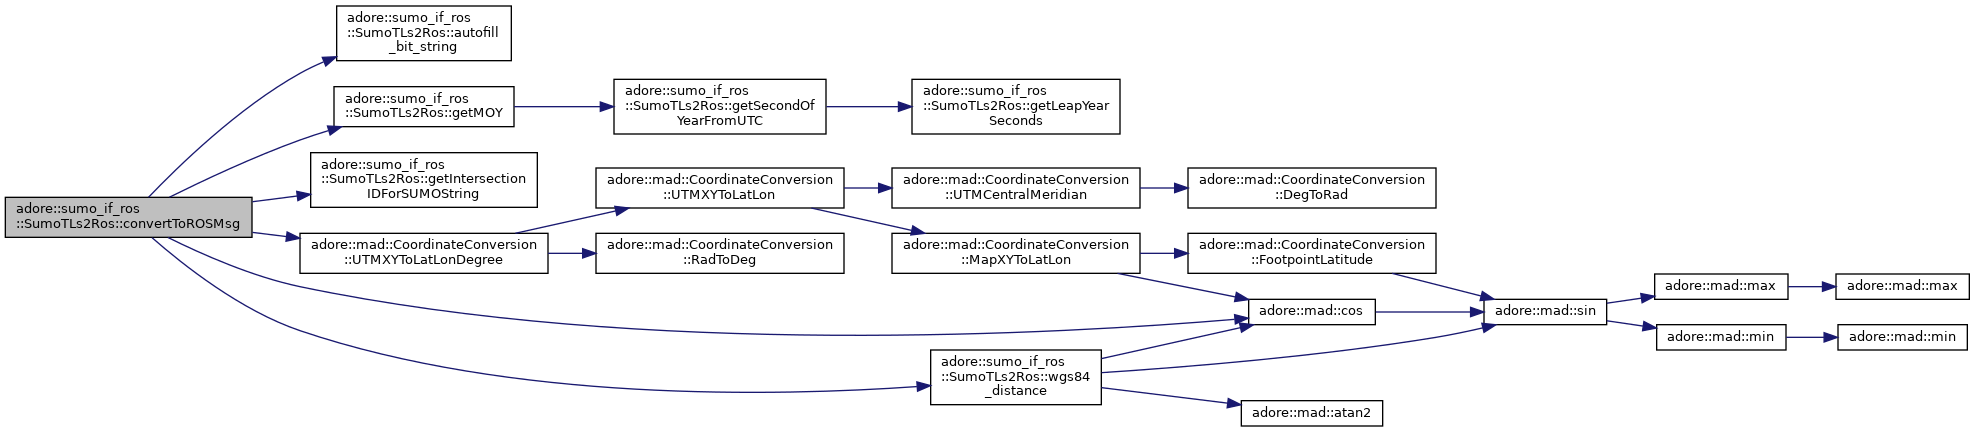 adore::sumo_if_ros
::SumoTLs2Ros::convertToROSMsg
adore::sumo_if_ros
::SumoTLs2Ros::autofill
_bit_string
adore::sumo_if_ros
::SumoTLs2Ros::getMOY
adore::sumo_if_ros
::SumoTLs2Ros::getSecondOf
YearFromUTC
adore::sumo_if_ros
::SumoTLs2Ros::getLeapYear
Seconds
adore::sumo_if_ros
::SumoTLs2Ros::getIntersection
IDForSUMOString
adore::mad::CoordinateConversion
::UTMXYToLatLonDegree
adore::mad::CoordinateConversion
::UTMXYToLatLon
adore::mad::CoordinateConversion
::RadToDeg
adore::mad::CoordinateConversion
::UTMCentralMeridian
adore::mad::CoordinateConversion
::MapXYToLatLon
adore::mad::CoordinateConversion
::DegToRad
adore::mad::CoordinateConversion
::FootpointLatitude
adore::mad::cos
adore::mad::sin
adore::mad::max
adore::mad::max
adore::mad::min
adore::mad::min
adore::sumo_if_ros
::SumoTLs2Ros::wgs84
_distance
adore::mad::atan2